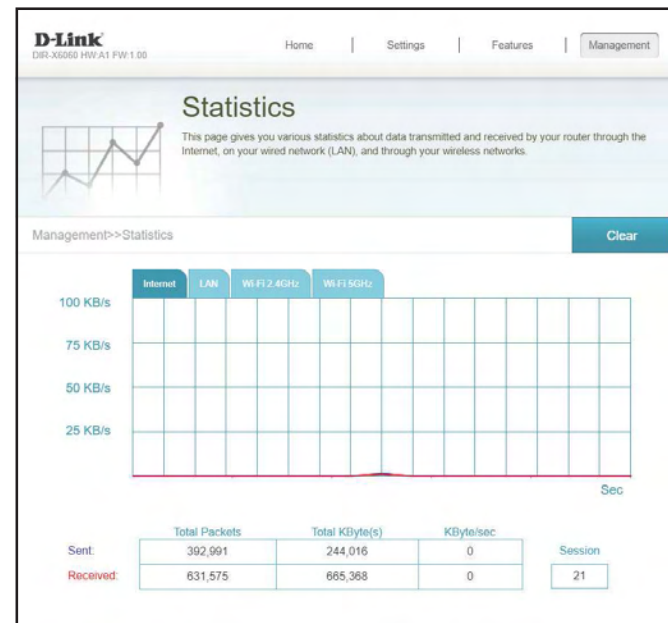 D-Link
DIR-X6060 HW:A1 FW:1.00
Home | Settings | Features | Management
Statistics
This page gives you various statistics about data transmitted and received by your router through the
Internet, on your wired network (LAN), and through your wireless networks.
Management>>Statistics
Clear
Internet LAN Wi-Fi 2.4GHz Wi-Fi 5GHz
100 KB/s
75 KB/s
50 KB/s
25 KB/s
Sec
Total Packets Total KByte(s) KByte/sec
Sent: 392,991 244,016 0 Session
Received: 631,575 665,368 0 21